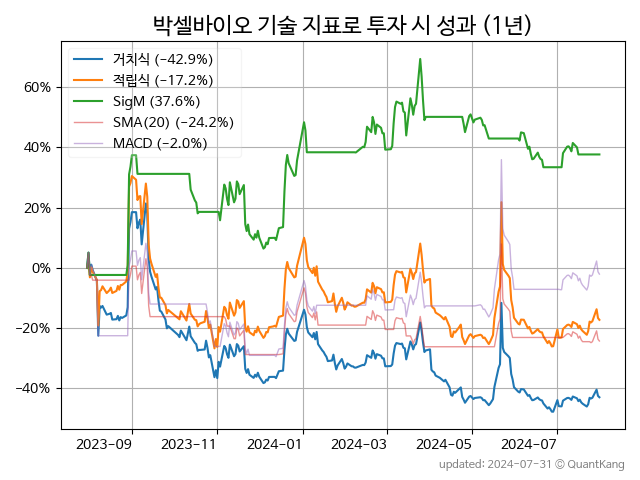 박셀바이오 기술 지표로 투자 시 성과 (1년)
거치식 (−42.9%)
적립식 (−17.2%)
SigM (37.6%)
SMA(20) (−24.2%)
MACD (−2.0%)
60%
40%
20%
0%
−20%
−40%
2023-09 2023-11 2024-01 2024-03 2024-05 2024-07
updated: 2024-07-31 © QuantKang